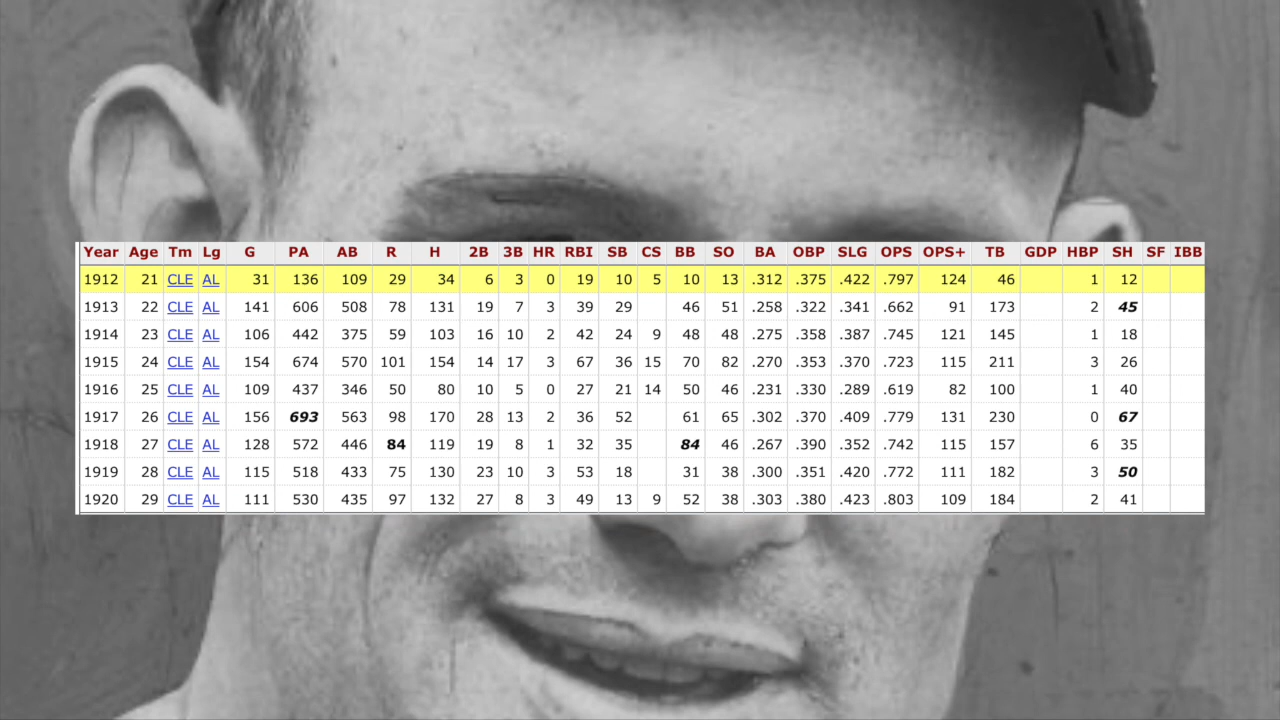 Year Age Tm Lg G PA AB R H 2B 3B HR RBI SB CS BB SO BA OBP SLG OPS OPS+ TB GDP HBP SH SF IBB
1912 21 CLE AL 31 136 109 29 34 6 3 0 19 10 5 10 13 .312 .375 .422 .797 124 46 1 12
1913 22 CLE AL 141 606 508 78 131 19 7 3 39 29 46 51 .258 .322 .341 .662 91 173 2 45
1914 23 CLE AL 106 442 375 59 103 16 10 2 42 24 9 48 48 .275 .358 .387 .745 121 145 1 18
1915 24 CLE AL 154 674 570 101 154 14 17 3 67 36 15 70 82 .270 .353 .370 .723 115 211 3 26
1916 25 CLE AL 109 437 346 50 80 10 5 0 27 21 14 50 46 .231 .330 .289 .619 82 100 1 40
1917 26 CLE AL 156 693 563 98 170 28 13 2 36 52 61 65 .302 .370 .409 .779 131 230 0 67
1918 27 CLE AL 128 572 446 84 119 19 8 1 32 35 84 46 .267 .390 .352 .742 115 157 6 35
1919 28 CLE AL 115 518 433 75 130 23 10 3 53 18 31 38 .300 .351 .420 .772 111 182 3 50
1920 29 CLE AL 111 530 435 97 132 27 8 3 49 13 9 52 38 .303 .380 .423 .803 109 184 2 41